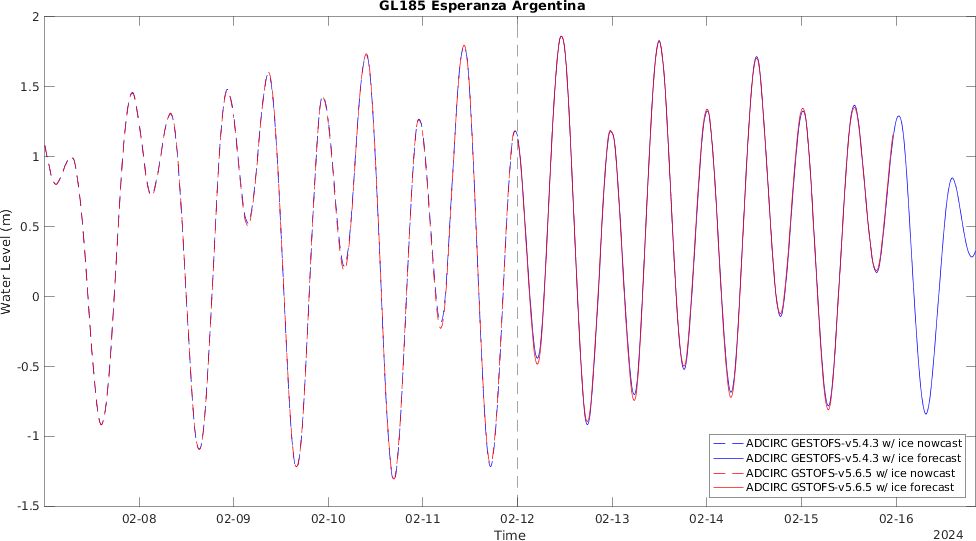 GL185 Esperanza Argentina
2
1.5
1
0.5
0
-0.5
-1
-1.5
Water Level (m)
ADCIRC GESTOFS-v5.4.3 w/ ice nowcast
ADCIRC GESTOFS-v5.4.3 w/ ice forecast
ADCIRC GSTOFS-v5.6.5 w/ ice nowcast
ADCIRC GSTOFS-v5.6.5 w/ ice forecast
02-08 02-09 02-10 02-11 02-12 02-13 02-14 02-15 02-16
Time
2024